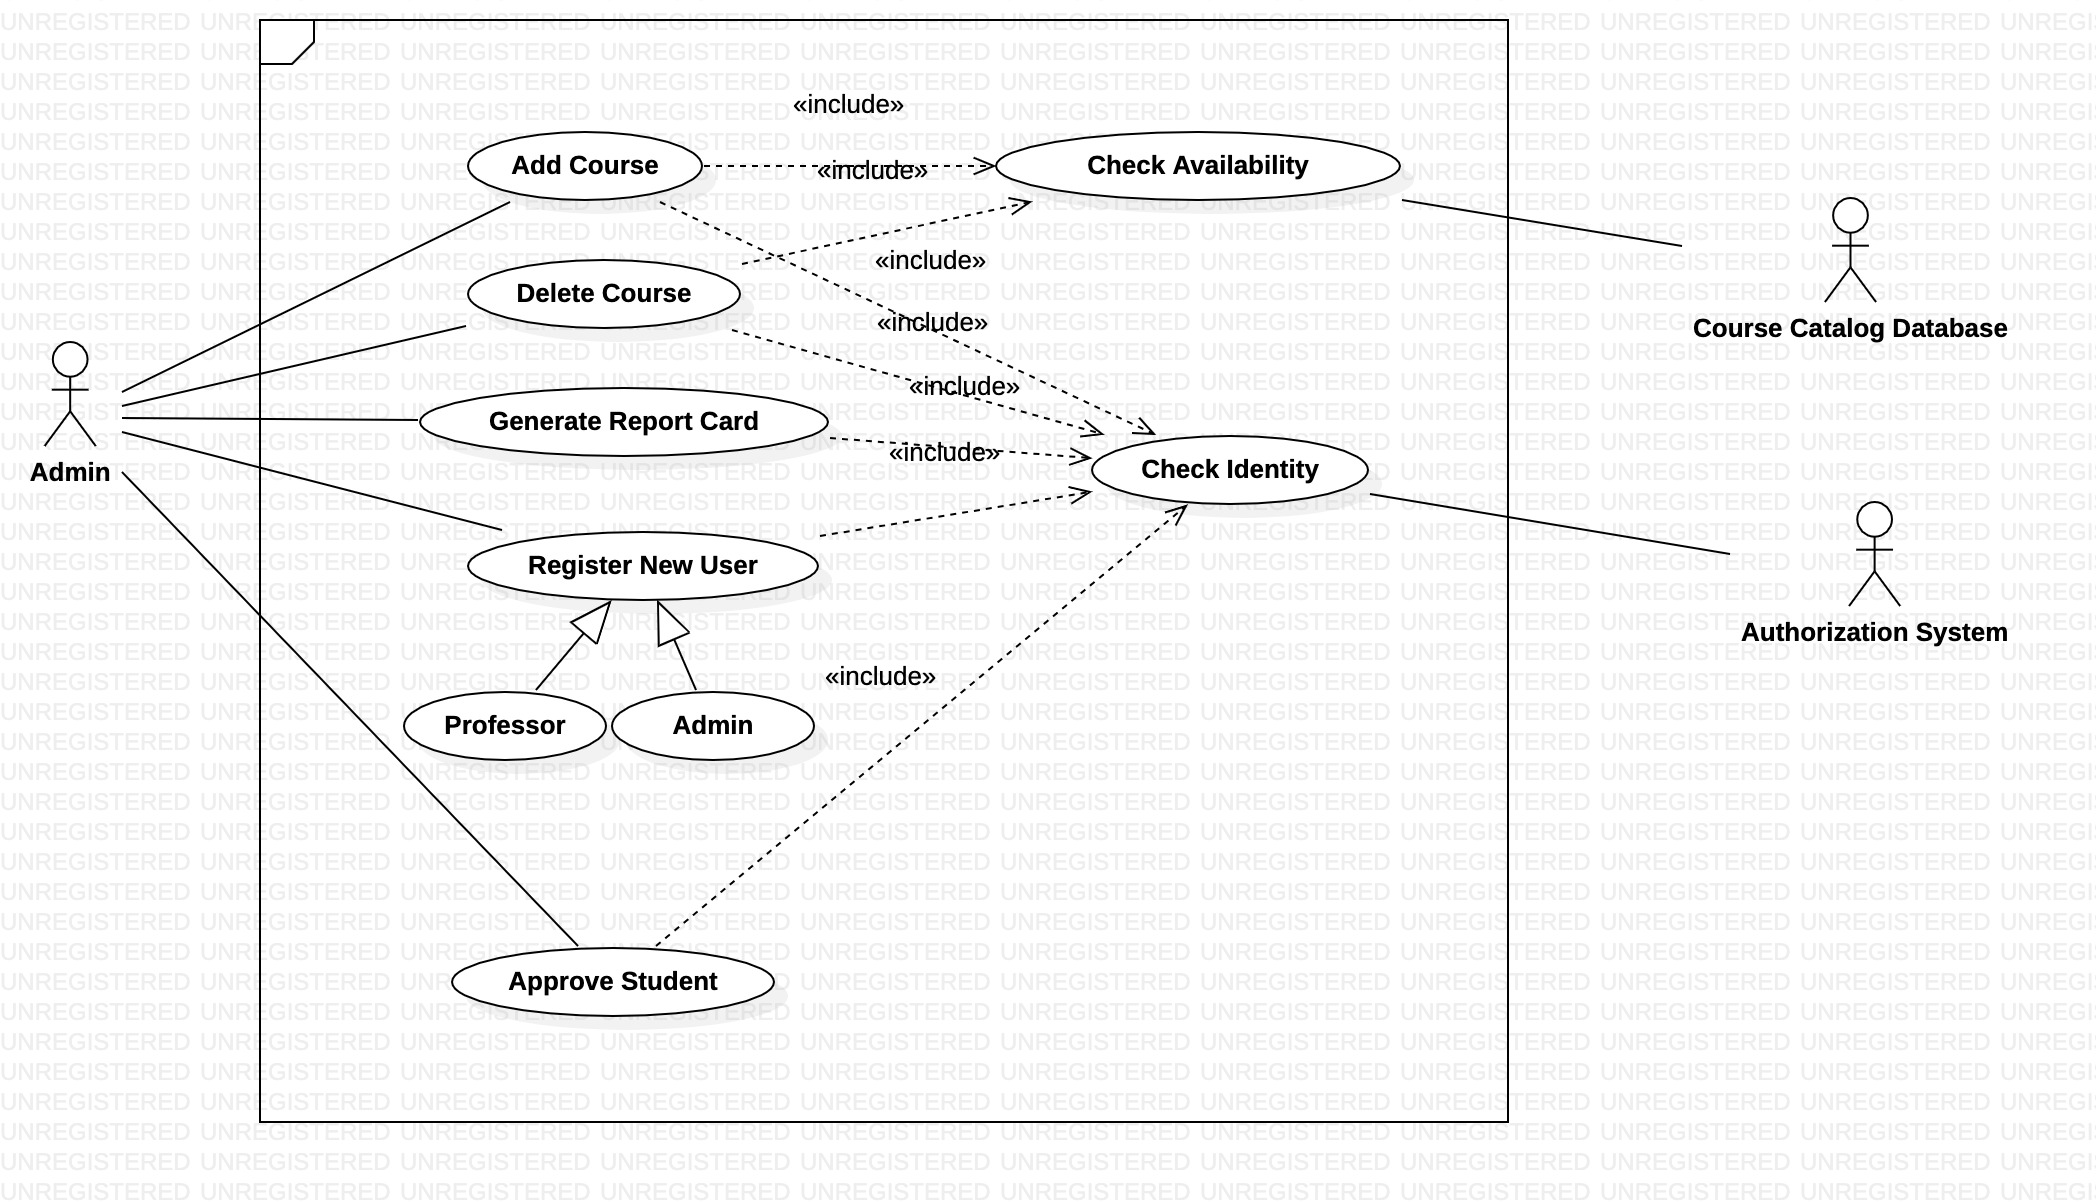 «include»
Add Course
«include»
Check Availability
«include»
Delete Course
«include»
Course Catalog Database
«include»
Generate Report Card
«include»
Check Identity
Admin
Register New User
Authorization System
«include»
Professor
Admin
Approve Student
UNREGISTERED